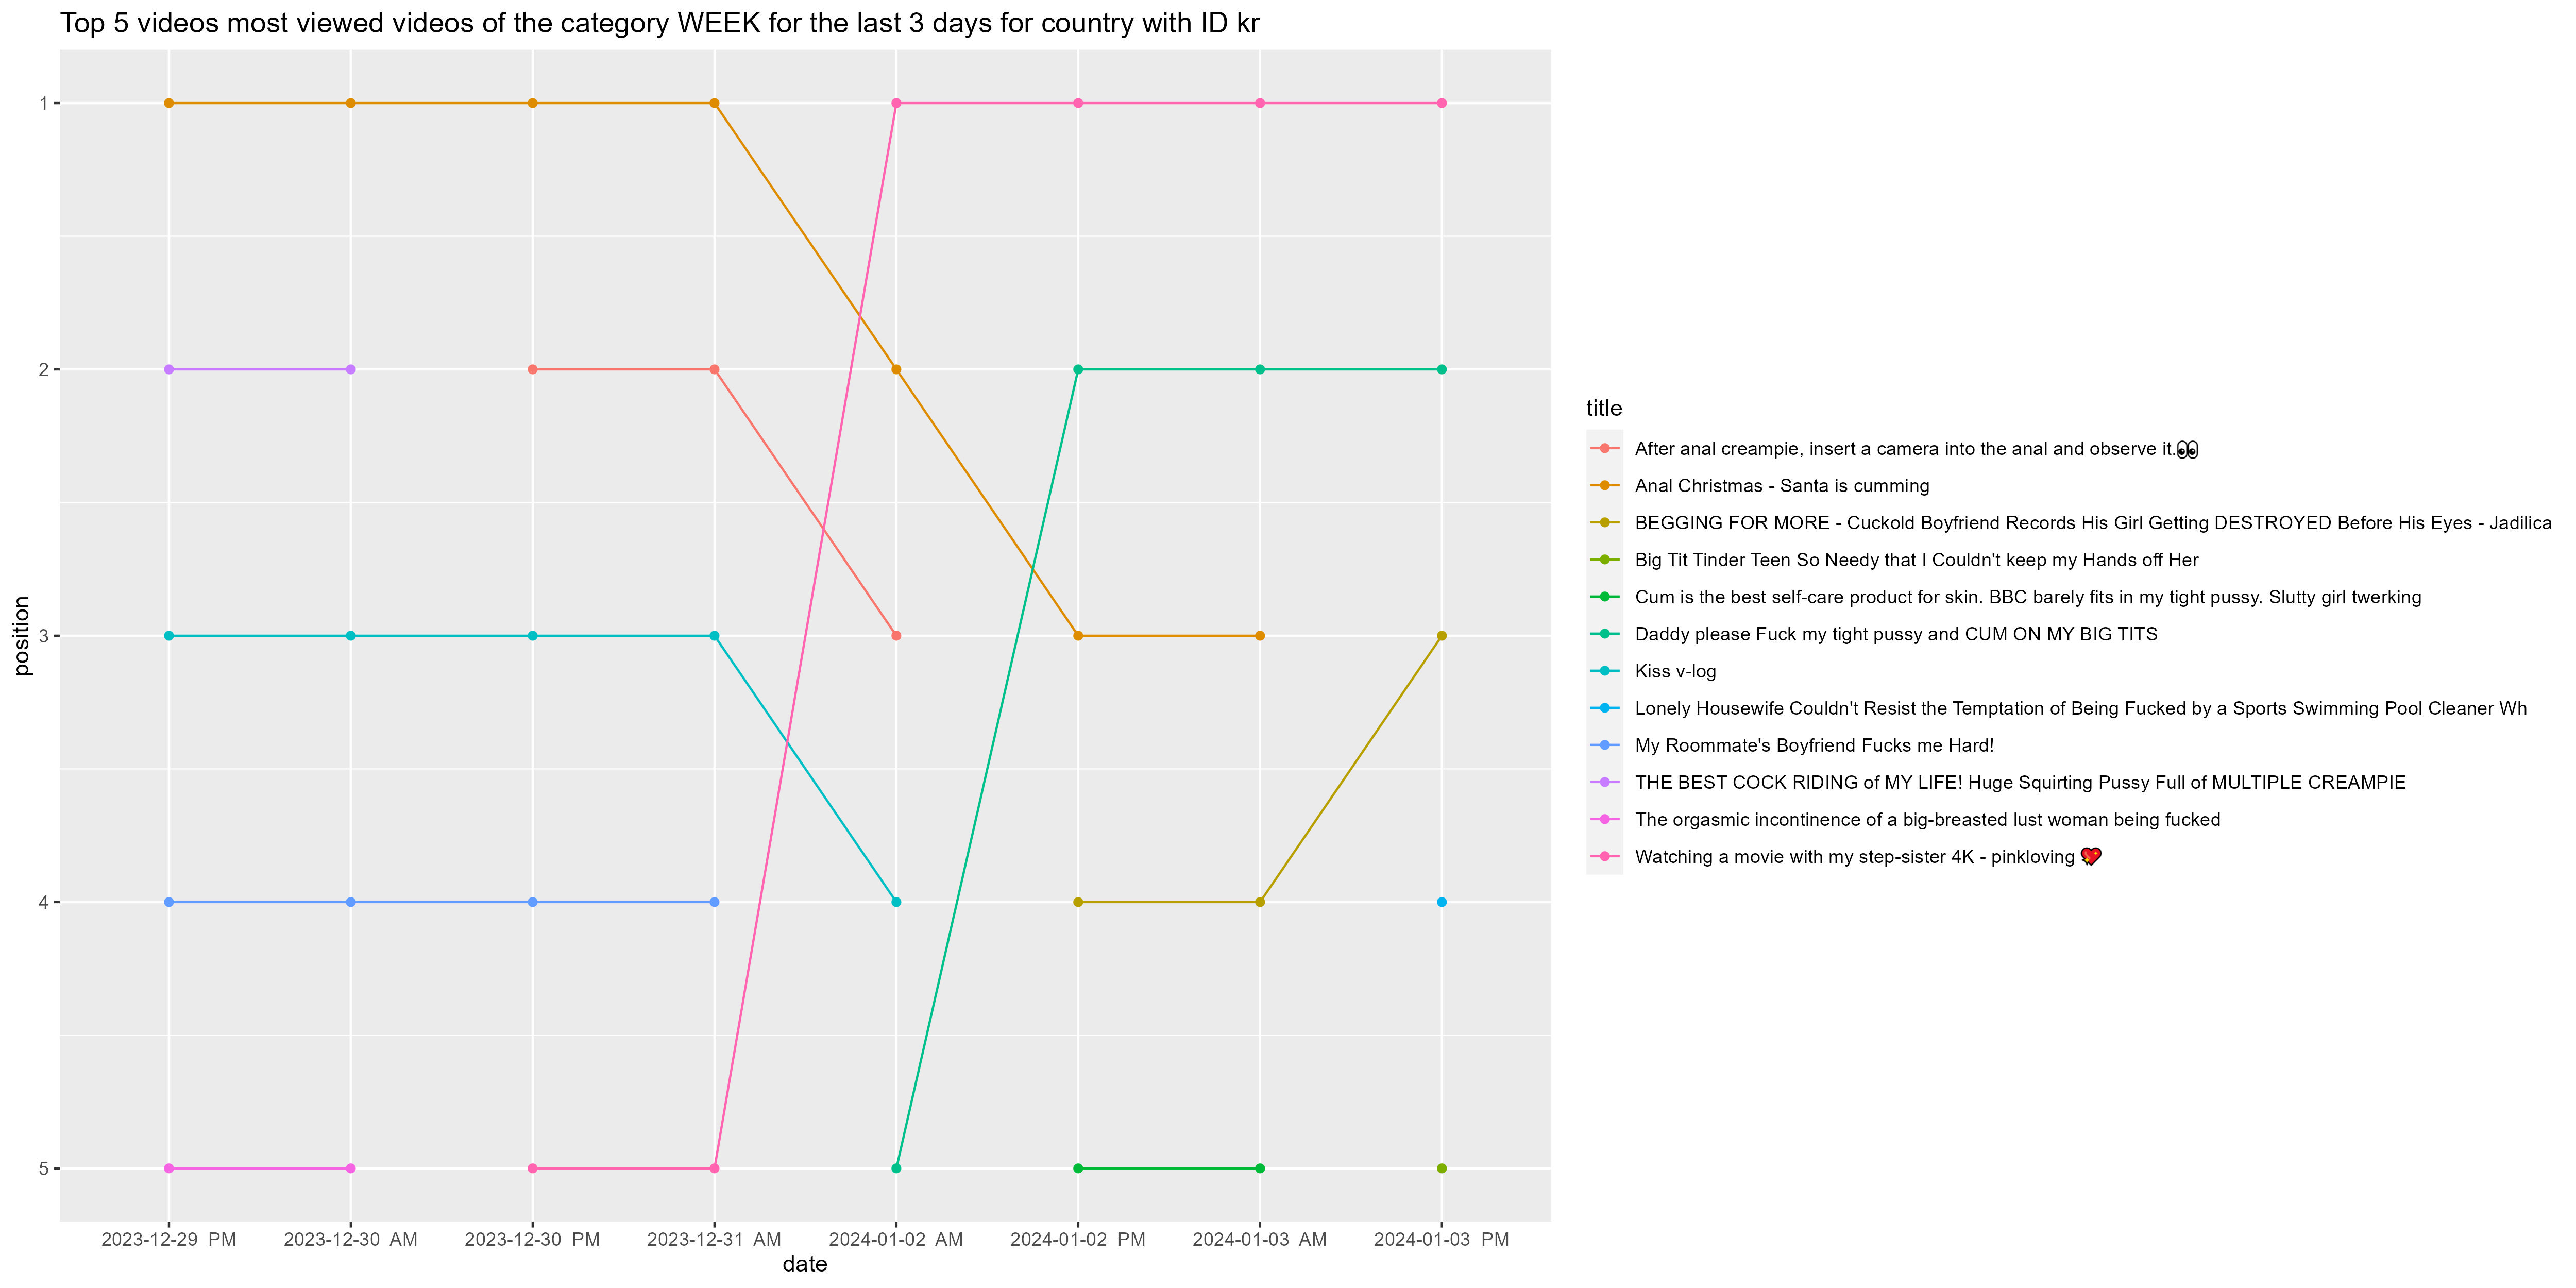 Top 5 videos most viewed videos of the category WEEK for the last 3 days for country with ID kr
position
1
2
3
4
5
2023-12-29 PM
2023-12-30 AM
2023-12-30 PM
2023-12-31 AM
2024-01-02 AM
2024-01-02 PM
2024-01-03 AM
2024-01-03 PM
date
title
After anal creampie, insert a camera into the anal and observe it.👀
Anal Christmas - Santa is cumming
BEGGING FOR MORE - Cuckold Boyfriend Records His Girl Getting DESTROYED Before His Eyes - Jadilica
Big Tit Tinder Teen So Needy that I Couldn't keep my Hands off Her
Cum is the best self-care product for skin. BBC barely fits in my tight pussy. Slutty girl twerking
Daddy please Fuck my tight pussy and CUM ON MY BIG TITS
Kiss v-log
Lonely Housewife Couldn't Resist the Temptation of Being Fucked by a Sports Swimming Pool Cleaner Wh
My Roommate's Boyfriend Fucks me Hard!
THE BEST COCK RIDING of MY LIFE! Huge Squirting Pussy Full of MULTIPLE CREAMPIE
The orgasmic incontinence of a big-breasted lust woman being fucked
Watching a movie with my step-sister 4K - pinkloving 💖